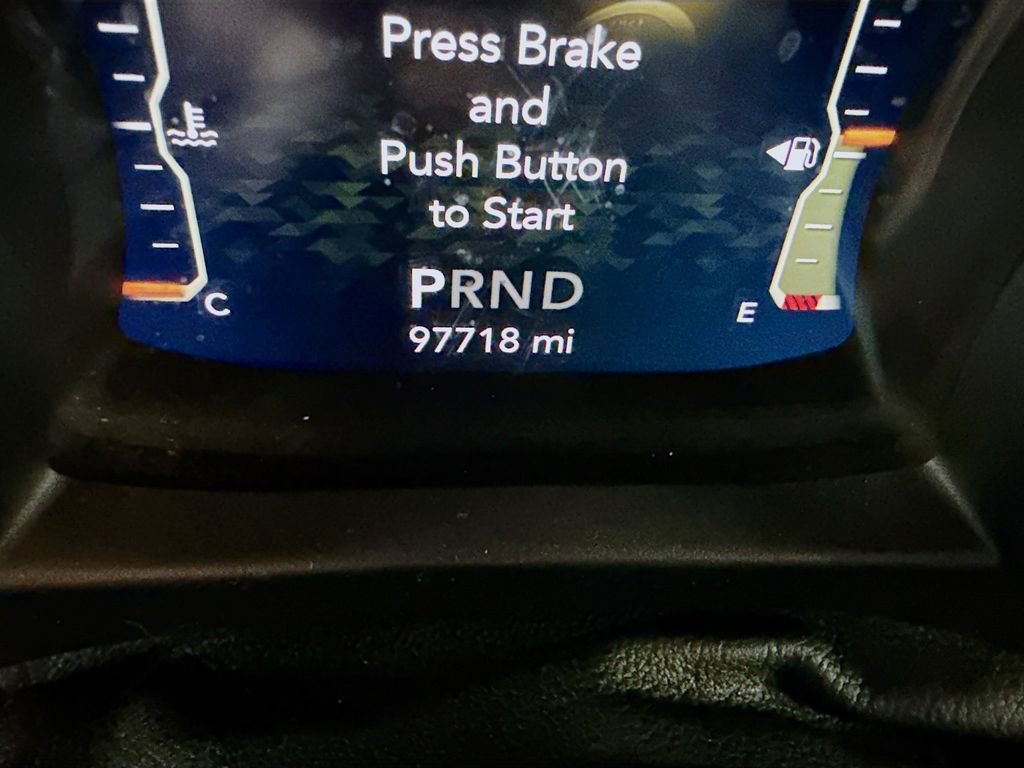 Press Brake
and
Push Button
to Start
PRND
C
E
97718 mi